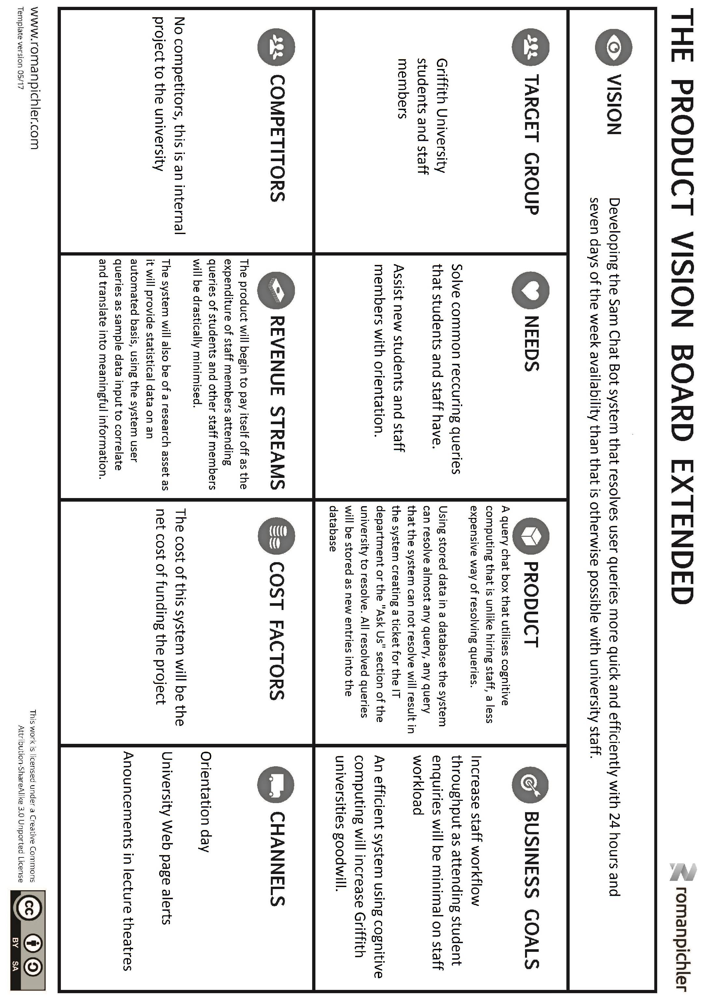 THE PRODUCT VISION BOARD EXTENDED
romanpichler
VISION
Developing the Sam Chat Bot system that resolves user queries more quick and efficiently with 24 hours and
seven days of the week availability than that is otherwise possible with university staff.
TARGET GROUP
Griffith University
students and staff
members
NEEDS
Solve common reccuring queries
that students and staff have.
Assist new students and staff
members with orientation.
PRODUCT
A query chat box that utilises cognitive
computing that is unlike hiring staff, a less
expensive way of resolving queries.
Using stored data in a database the system
can resolve almost any query, any query
that the system can not resolve will result in
the system creating a ticket for the IT
department or the "Ask Us" section of the
university to resolve. All resolved queries
will be stored as new entries into the
database
BUSINESS GOALS
Increase staff workflow
throughput as attending student
enquiries will be minimal on staff
workload
An efficient system using cognitive
computing will increase Griffith
universities goodwill.
COMPETITORS
No competitors, this is an internal
project to the university
REVENUE STREAMS
The product will begin to pay itself off as the
expenditure of staff members attending
queries of students and other staff members
will be drastically minimised.
The system will also be of a research asset as
it will provide statistical data on an
automated basis, using the system user
queries as sample data input to correlate
and translate into meaningful information.
COST FACTORS
The cost of this system will be the
net cost of funding the project
CHANNELS
Orientation day
University Web page alerts
Anouncements in lecture theatres
www.romanpichler.com
Template version 05/17
This work is licensed under a Creative Commons
Attribution-ShareAlike 3.0 Unported License
cc
BY SA